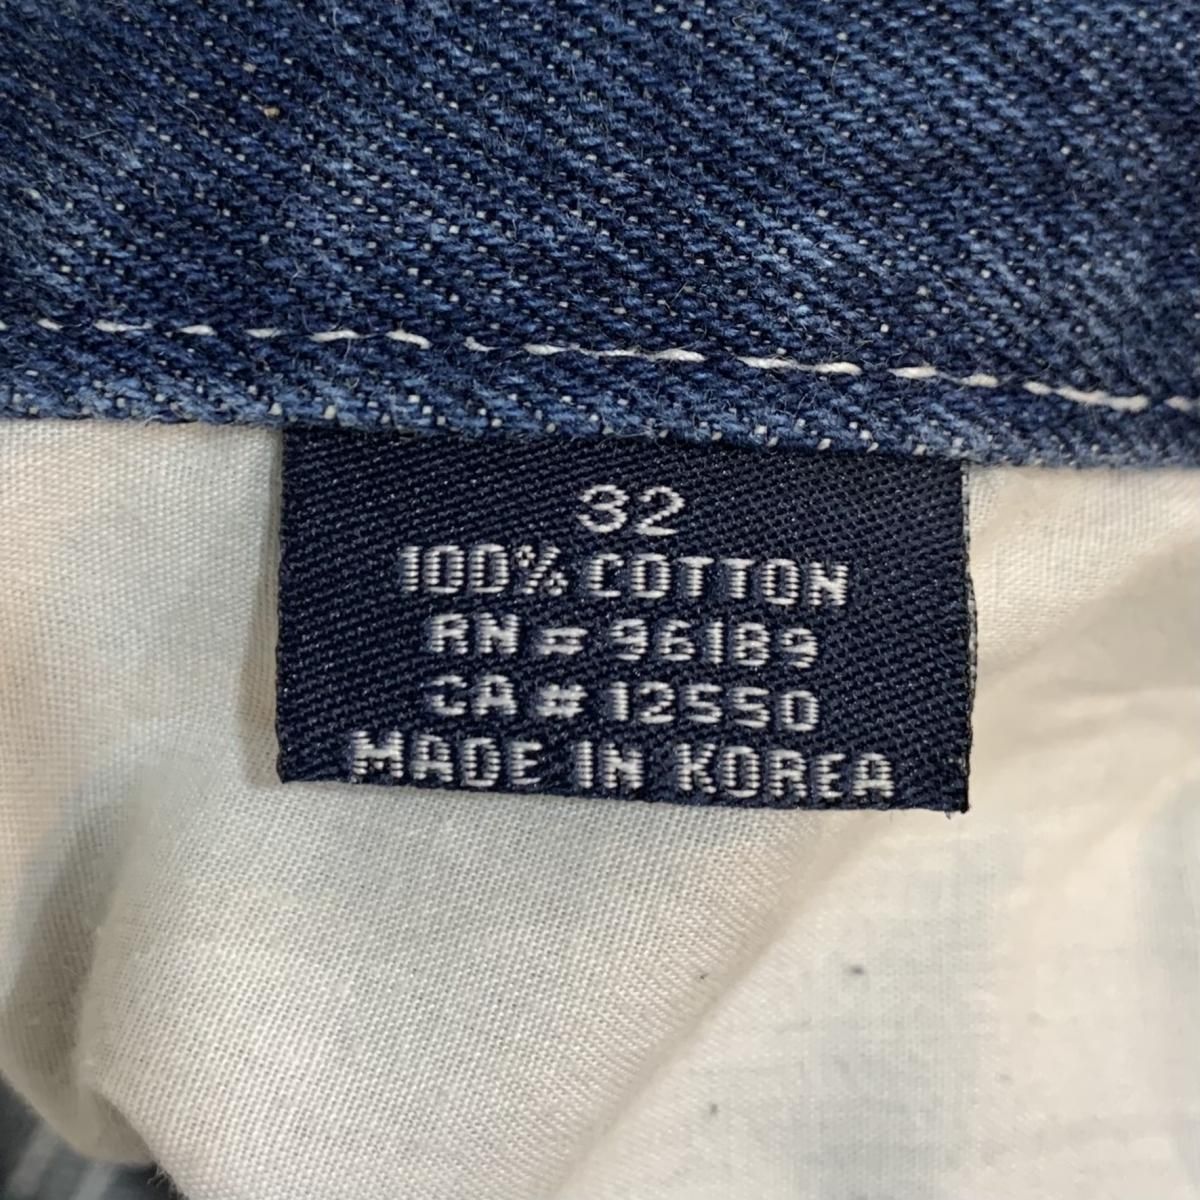 32
100% COTTON
RN# 96189
CA# 12550
MADE IN KOREA